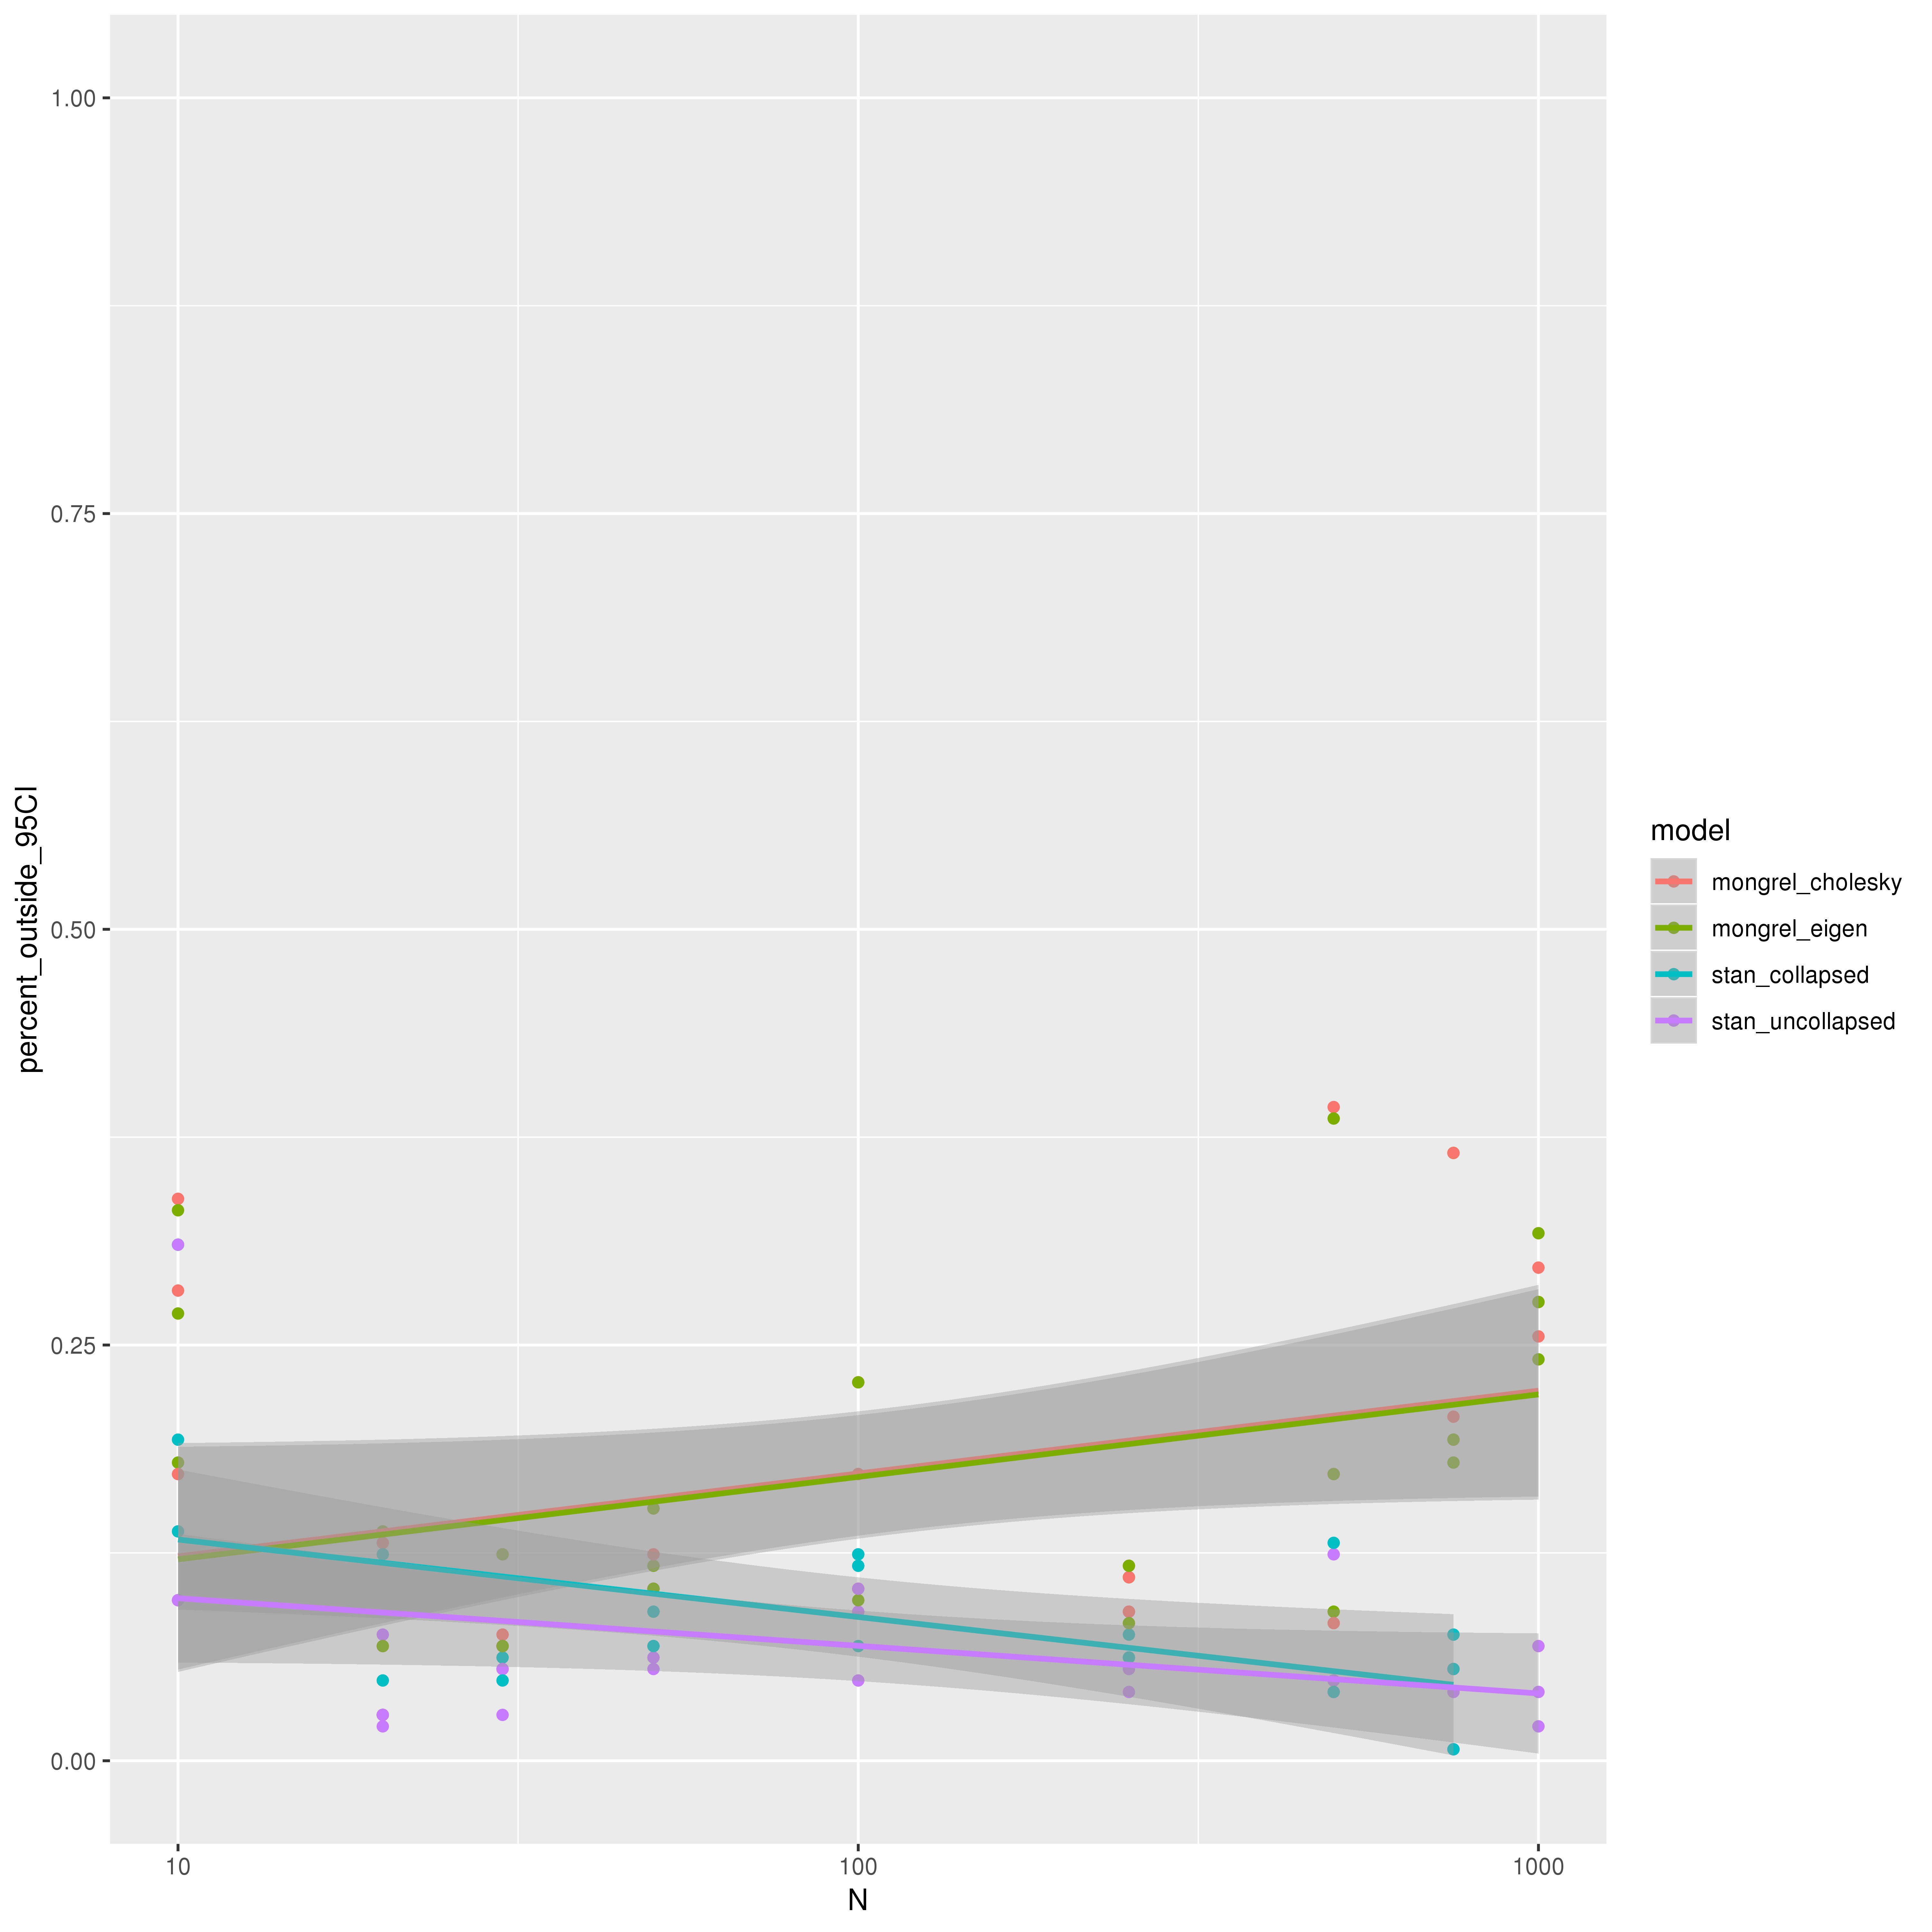 1.00
0.75
0.50
0.25
0.00
percent_outside_95CI
10
100
1000
N
model
mongrel_cholesky
mongrel_eigen
stan_collapsed
stan_uncollapsed